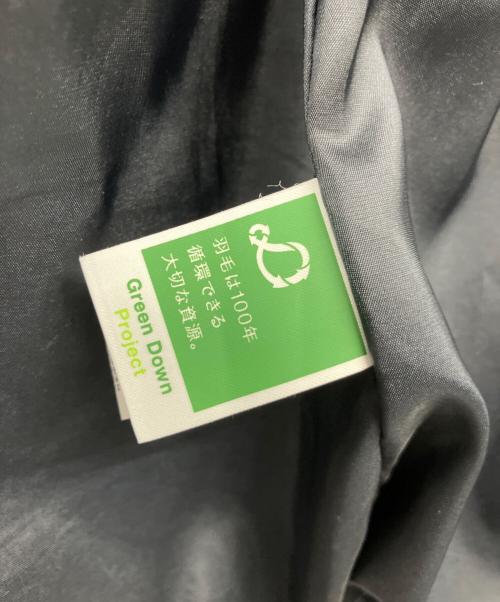 羽毛は100年
循環できる
大切な資源。
Green Down
Project